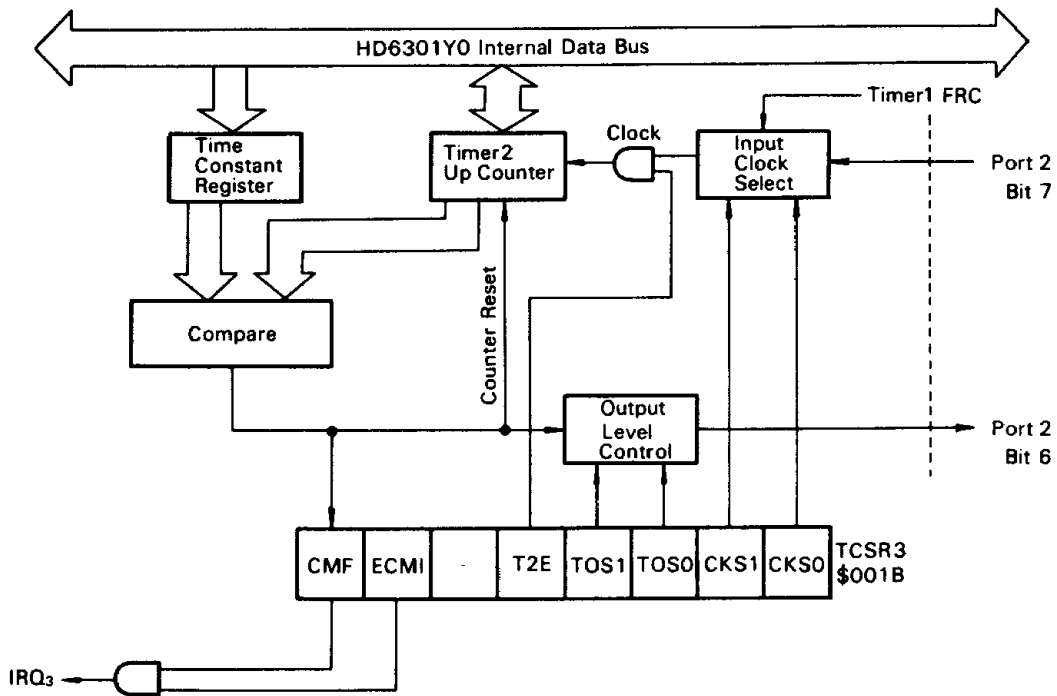 HD6301Y0 Internal Data Bus
Timer1 FRC
Time
Constant
Register
Timer2
Up Counter
Clock
Input
Clock
Select
Port 2
Bit 7
Compare
Counter Reset
Output
Level
Control
Port 2
Bit 6
CMF
ECMI
-
T2E
TOS1
TOS0
CKS1
CKS0
TCSR3
$001B
IRQ₃